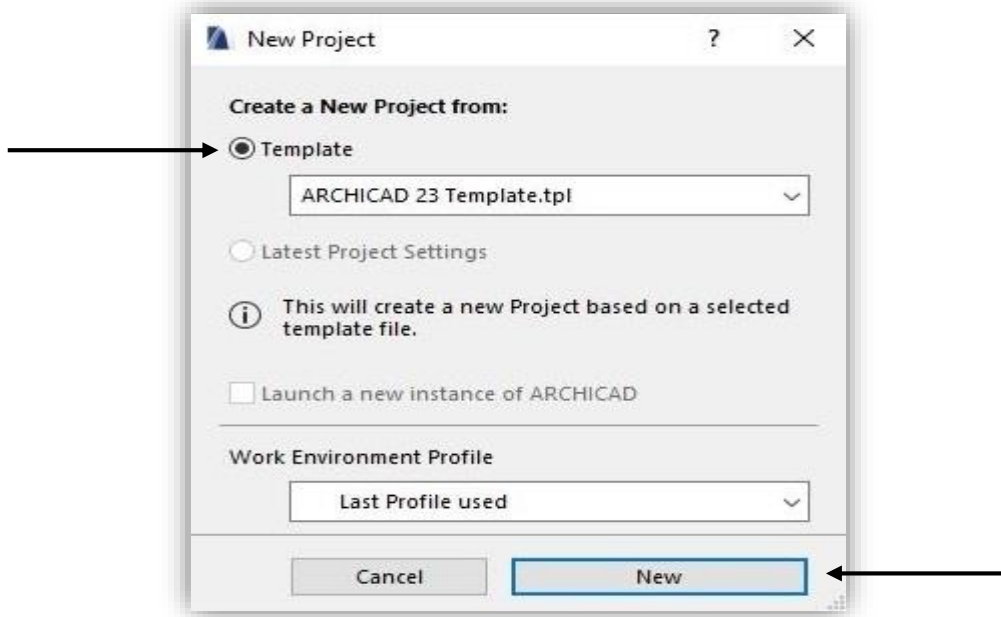 New Project ?
Create a New Project from:
Template
ARCHICAD 23 Template.tpl
Latest Project Settings
This will create a new Project based on a selected
template file.
Launch a new instance of ARCHICAD
Work Environment Profile
Last Profile used
Cancel New